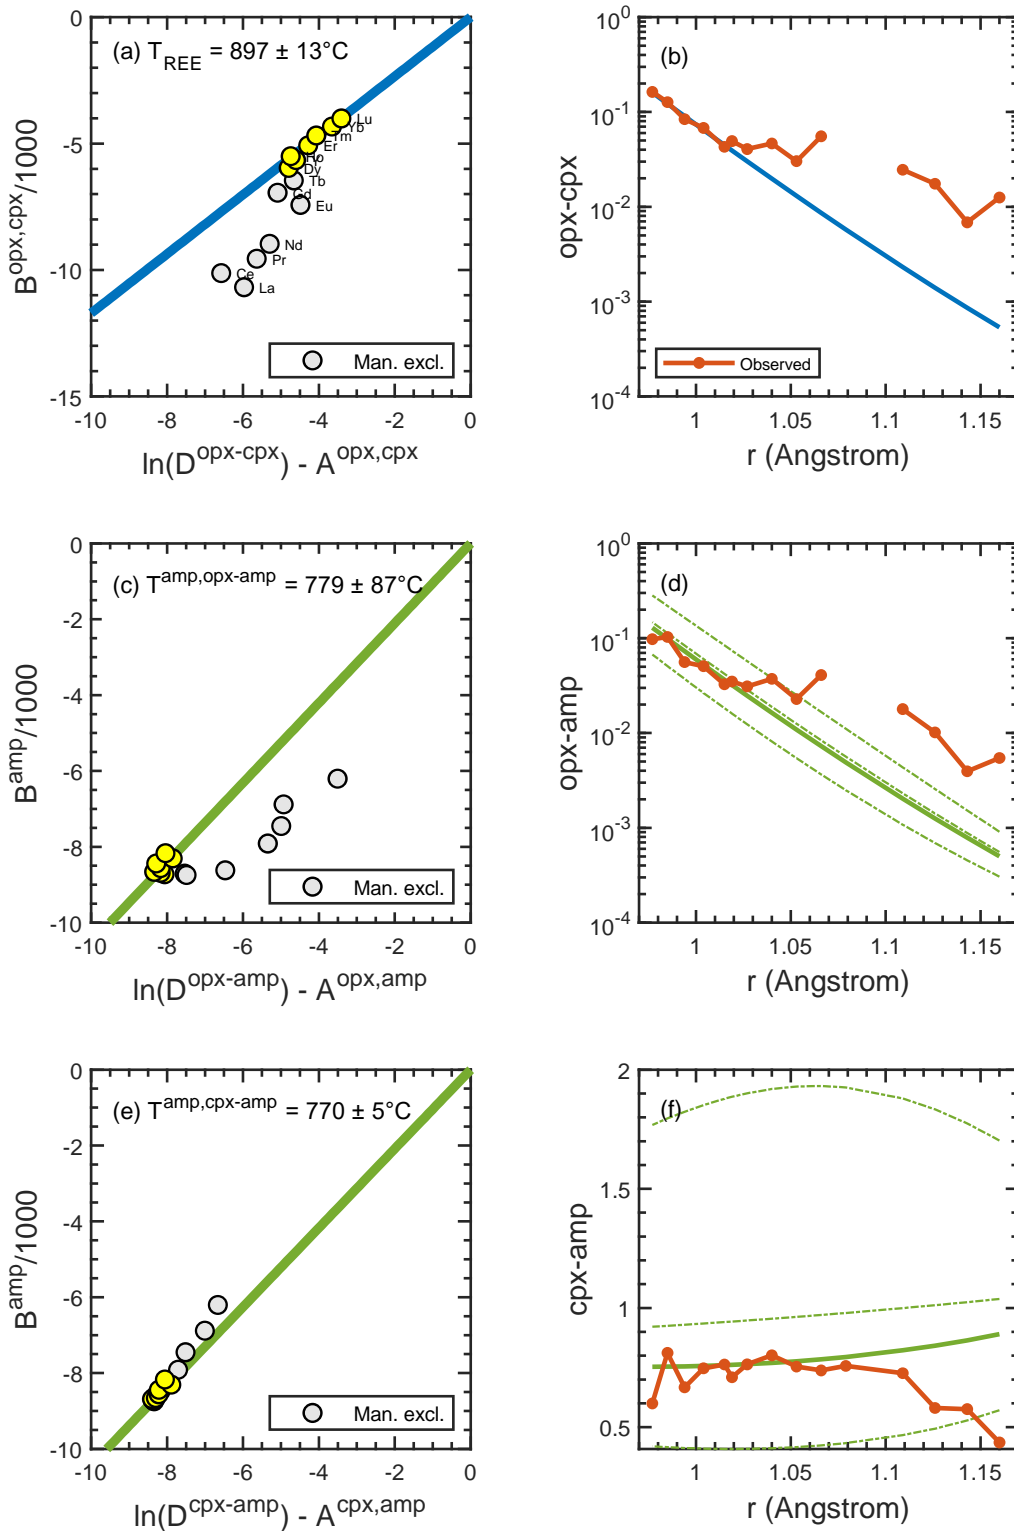 (a) T_REE = 897 ± 13°C
0
-5
-10
-15
B^opx,cpx/1000
Lu
Yb
Tm
Er
Ho
Dy
Tb
Gd
Eu
Nd
Pr
Ce
La
Man. excl.
-10 -8 -6 -4 -2 0
ln(D^opx-cpx) - A^opx,cpx
(b)
10^0
10^-1
10^-2
10^-3
10^-4
opx-cpx
Observed
1 1.05 1.1 1.15
r (Angstrom)
(c) T^amp,opx-amp = 779 ± 87°C
0
-2
-4
-6
-8
-10
B^amp/1000
Man. excl.
-10 -8 -6 -4 -2 0
ln(D^opx-amp) - A^opx,amp
(d)
10^0
10^-1
10^-2
10^-3
10^-4
opx-amp
1 1.05 1.1 1.15
r (Angstrom)
(e) T^amp,cpx-amp = 770 ± 5°C
0
-2
-4
-6
-8
-10
B^amp/1000
Man. excl.
-10 -8 -6 -4 -2 0
ln(D^cpx-amp) - A^cpx,amp
(f)
2
1.5
1
0.5
cpx-amp
1 1.05 1.1 1.15
r (Angstrom)